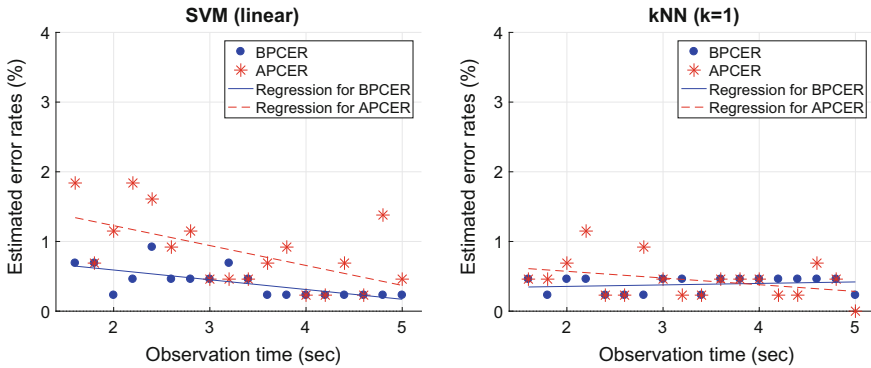 SVM (linear)
4
3
2
1
0
Estimated error rates (%)
BPCER
APCER
Regression for BPCER
Regression for APCER
2
3
4
5
Observation time (sec)
kNN (k=1)
4
3
2
1
0
Estimated error rates (%)
BPCER
APCER
Regression for BPCER
Regression for APCER
2
3
4
5
Observation time (sec)